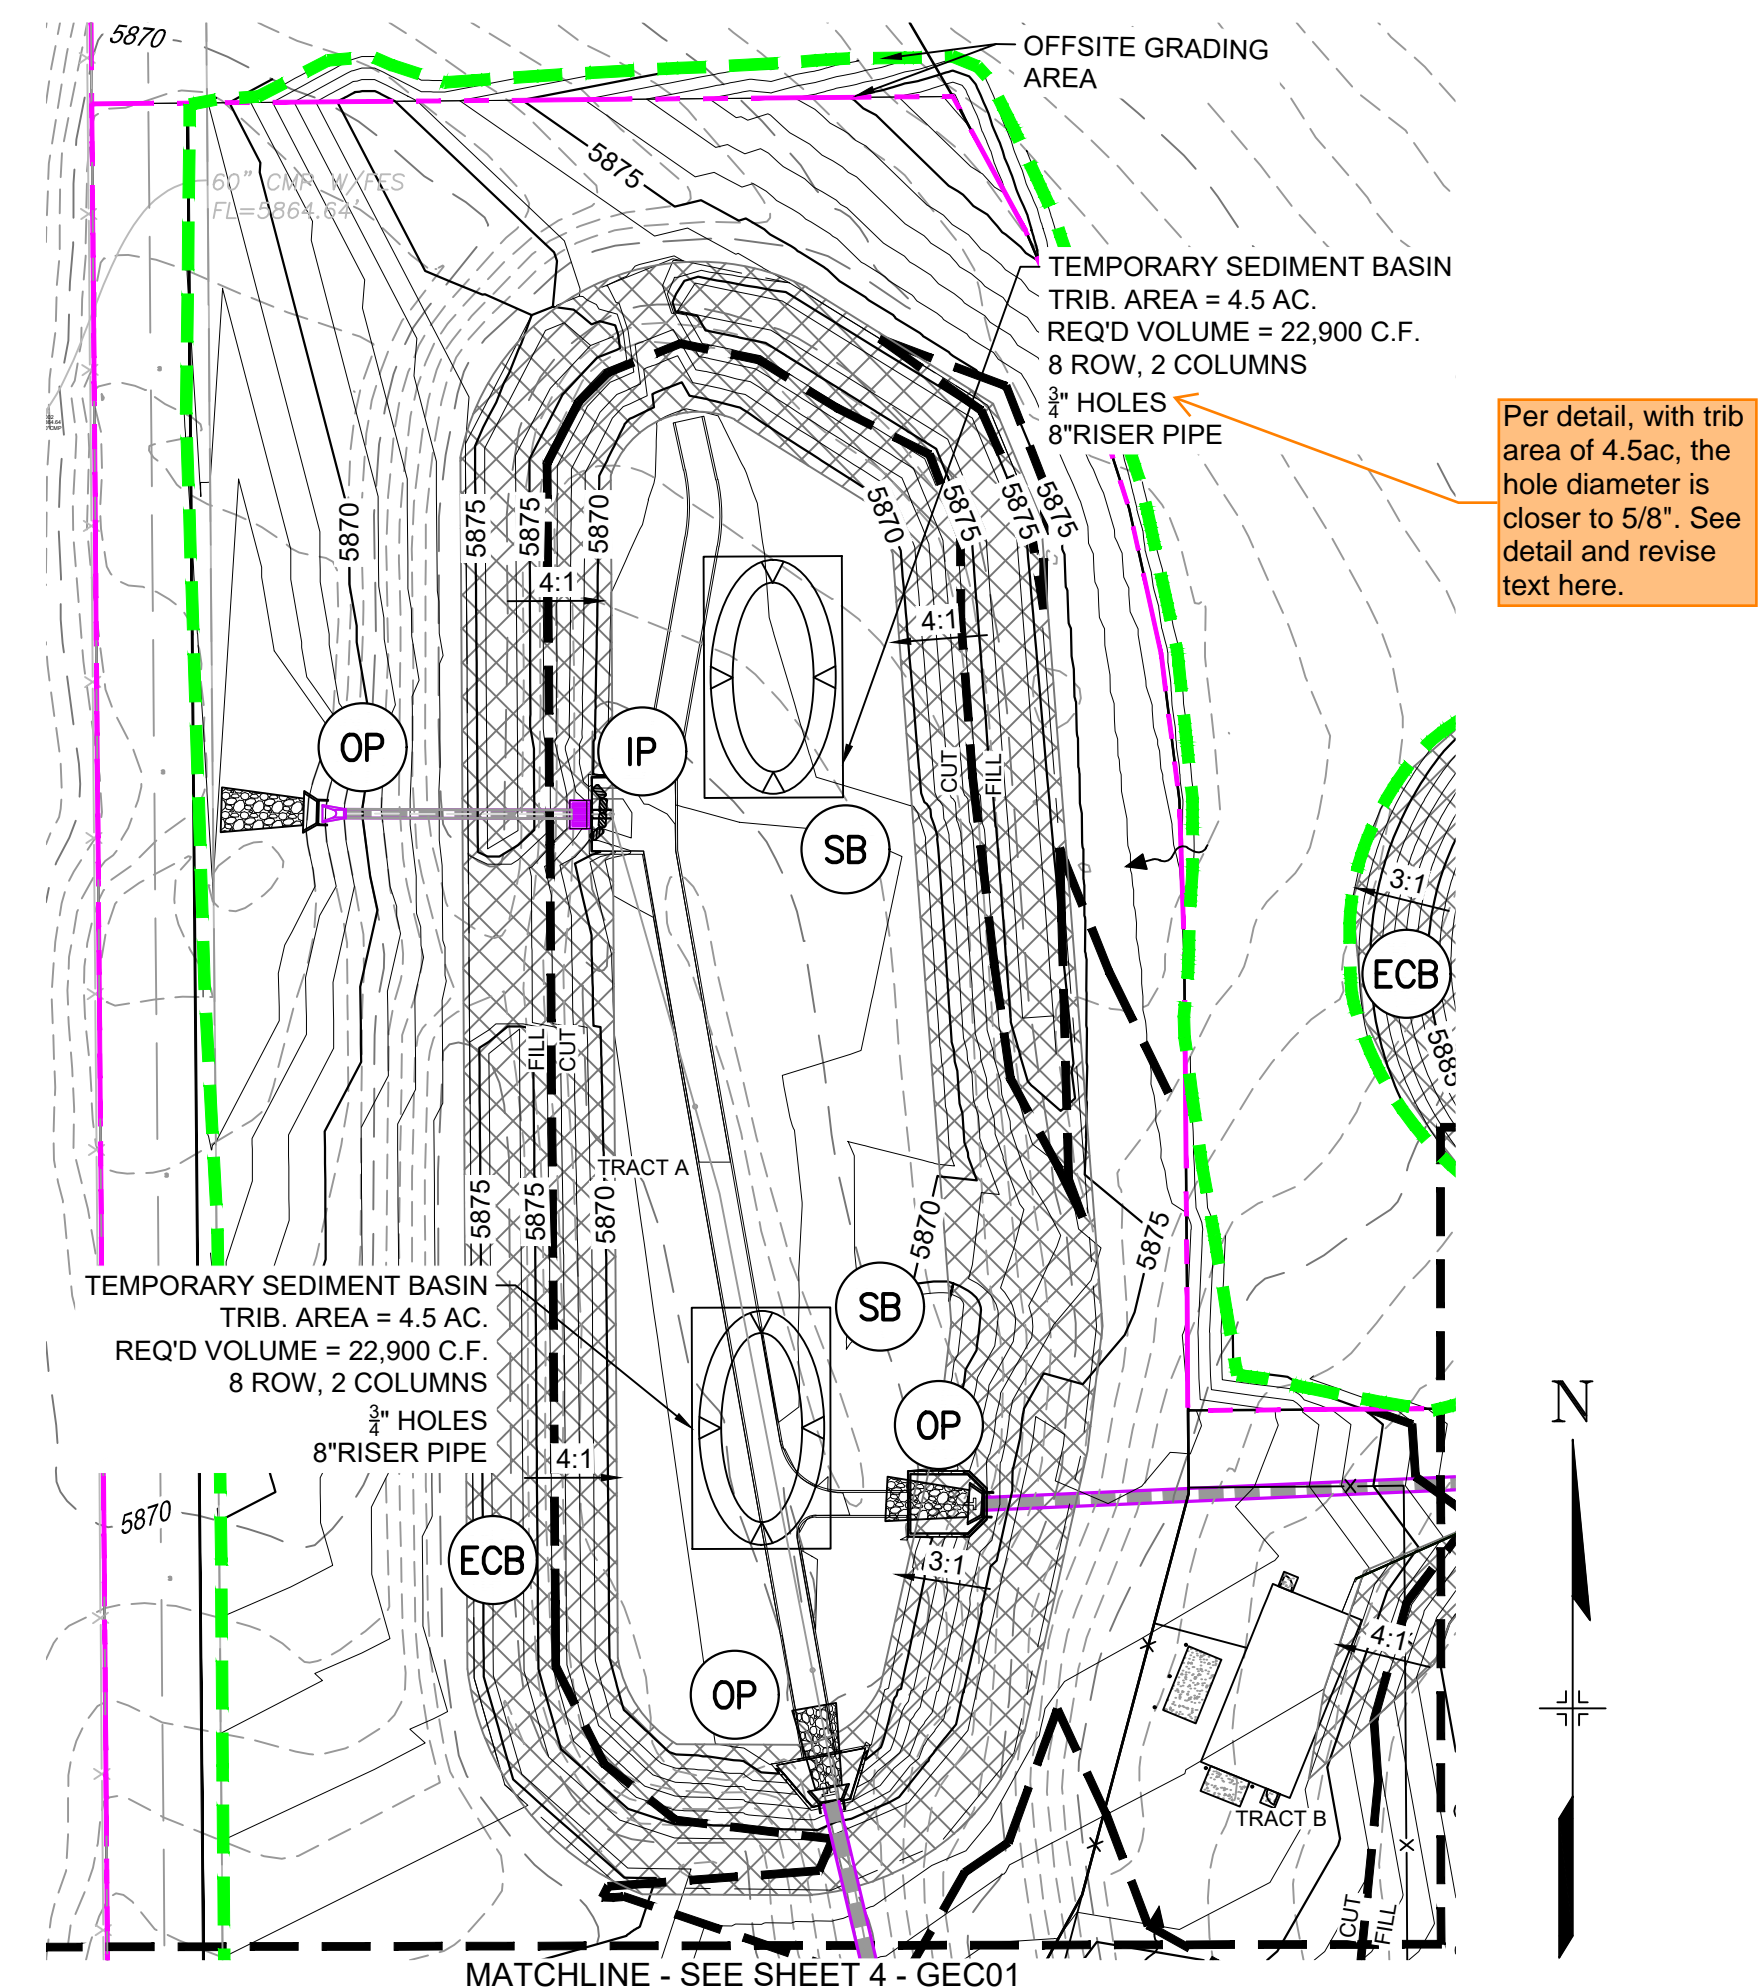 5870
OFFSITE GRADING
AREA
5875
60" CMP W/FES
FL=5864.64'
TEMPORARY SEDIMENT BASIN
TRIB. AREA = 4.5 AC.
REQ'D VOLUME = 22,900 C.F.
8 ROW, 2 COLUMNS
3/4" HOLES
8"RISER PIPE
Per detail, with trib
area of 4.5ac, the
hole diameter is
closer to 5/8". See
detail and revise
text here.
5870
5875
5875
5870
5870
5875
5875
5875
4:1
4:1
OP
IP
CUT
FILL
SB
3:1
ECB
5885
FILL
CUT
TRACT A
5875
5875
5870
5870
5875
TEMPORARY SEDIMENT BASIN
TRIB. AREA = 4.5 AC.
REQ'D VOLUME = 22,900 C.F.
8 ROW, 2 COLUMNS
3/4" HOLES
8"RISER PIPE
SB
OP
N
4:1
5870
ECB
3:1
4:1
OP
TRACT B
CUT
FILL
MATCHLINE - SEE SHEET 4 - GEC01